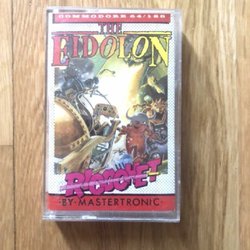 COMMODORE 64/128
THE
EIDOLON
RICOCHET
·BY·MASTERTRONIC·